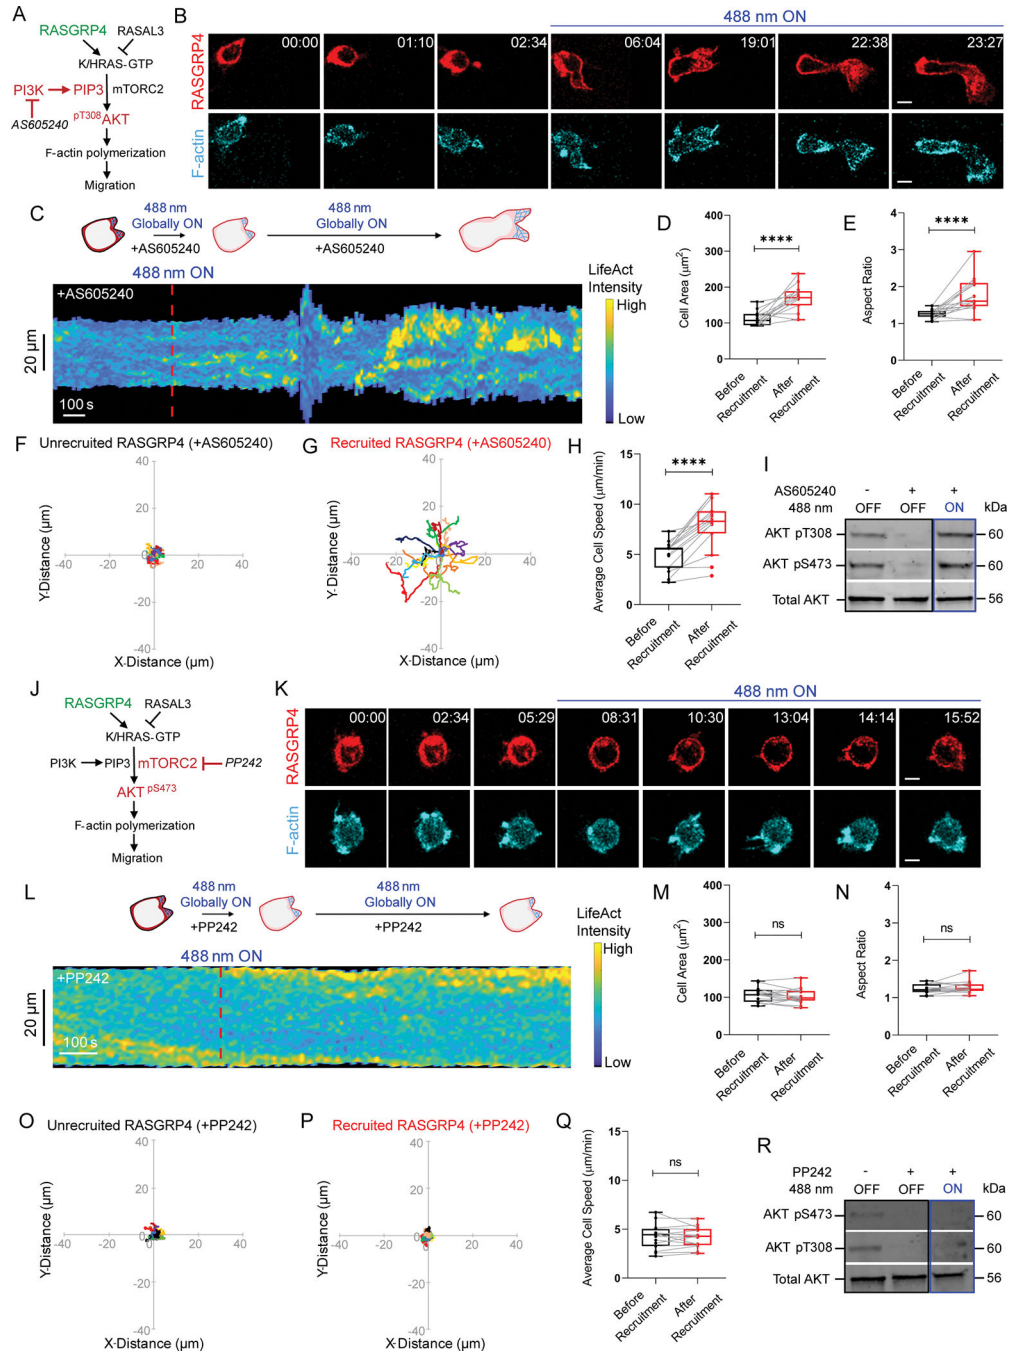 A
RASGRP4
RASAL3
K/HRAS-GTP
PI3K
PIP3
mTORC2
AS605240
pT308 AKT
F-actin polymerization
Migration
B
488 nm ON
RASGRP4
00:00
01:10
02:34
06:04
19:01
22:38
23:27
F-actin
C
488 nm
Globally ON
+AS605240
488 nm
Globally ON
+AS605240
488 nm ON
+AS605240
20 µm
100 s
LifeAct
Intensity
High
Low
D
Cell Area (µm²)
400
300
200
100
0
****
Before
Recruitment
After
Recruitment
E
Aspect Ratio
4
3
2
1
0
****
Before
Recruitment
After
Recruitment
F
Unrecruited RASGRP4 (+AS605240)
Y-Distance (µm)
40
20
-40
-20
20
40
-20
-40
X-Distance (µm)
G
Recruited RASGRP4 (+AS605240)
Y-Distance (µm)
40
20
-40
-20
20
40
-20
-40
X-Distance (µm)
H
Average Cell Speed (µm/min)
15
10
5
0
****
Before
Recruitment
After
Recruitment
I
AS605240 - + +
488 nm OFF OFF ON kDa
AKT pT308 60
AKT pS473 60
Total AKT 56
J
RASGRP4
RASAL3
K/HRAS-GTP
PI3K
PIP3
mTORC2
PP242
AKT pS473
F-actin polymerization
Migration
K
488 nm ON
RASGRP4
00:00
02:34
05:29
08:31
10:30
13:04
14:14
15:52
F-actin
L
488 nm
Globally ON
+PP242
488 nm
Globally ON
+PP242
488 nm ON
+PP242
20 µm
100 s
LifeAct
Intensity
High
Low
M
Cell Area (µm²)
400
300
200
100
0
ns
Before
Recruitment
After
Recruitment
N
Aspect Ratio
4
3
2
1
0
ns
Before
Recruitment
After
Recruitment
O
Unrecruited RASGRP4 (+PP242)
Y-Distance (µm)
40
20
-40
-20
20
40
-20
-40
X-Distance (µm)
P
Recruited RASGRP4 (+PP242)
Y-Distance (µm)
40
20
-40
-20
20
40
-20
-40
X-Distance (µm)
Q
Average Cell Speed (µm/min)
15
10
5
0
ns
Before
Recruitment
After
Recruitment
R
PP242 - + +
488 nm OFF OFF ON kDa
AKT pS473 60
AKT pT308 60
Total AKT 56